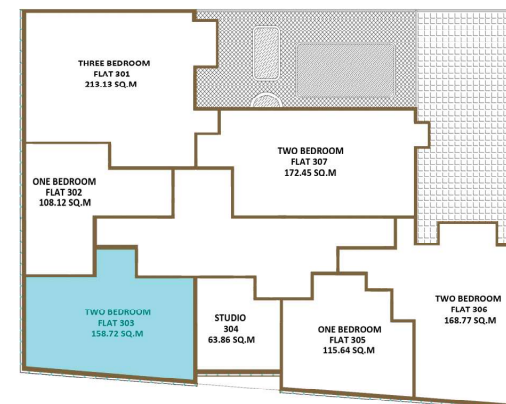 THREE BEDROOM
FLAT 301
213.13 SQ.M
TWO BEDROOM
FLAT 307
172.45 SQ.M
ONE BEDROOM
FLAT 302
108.12 SQ.M
TWO BEDROOM
FLAT 303
158.72 SQ.M
STUDIO
304
63.86 SQ.M
ONE BEDROOM
FLAT 305
115.64 SQ.M
TWO BEDROOM
FLAT 306
168.77 SQ.M